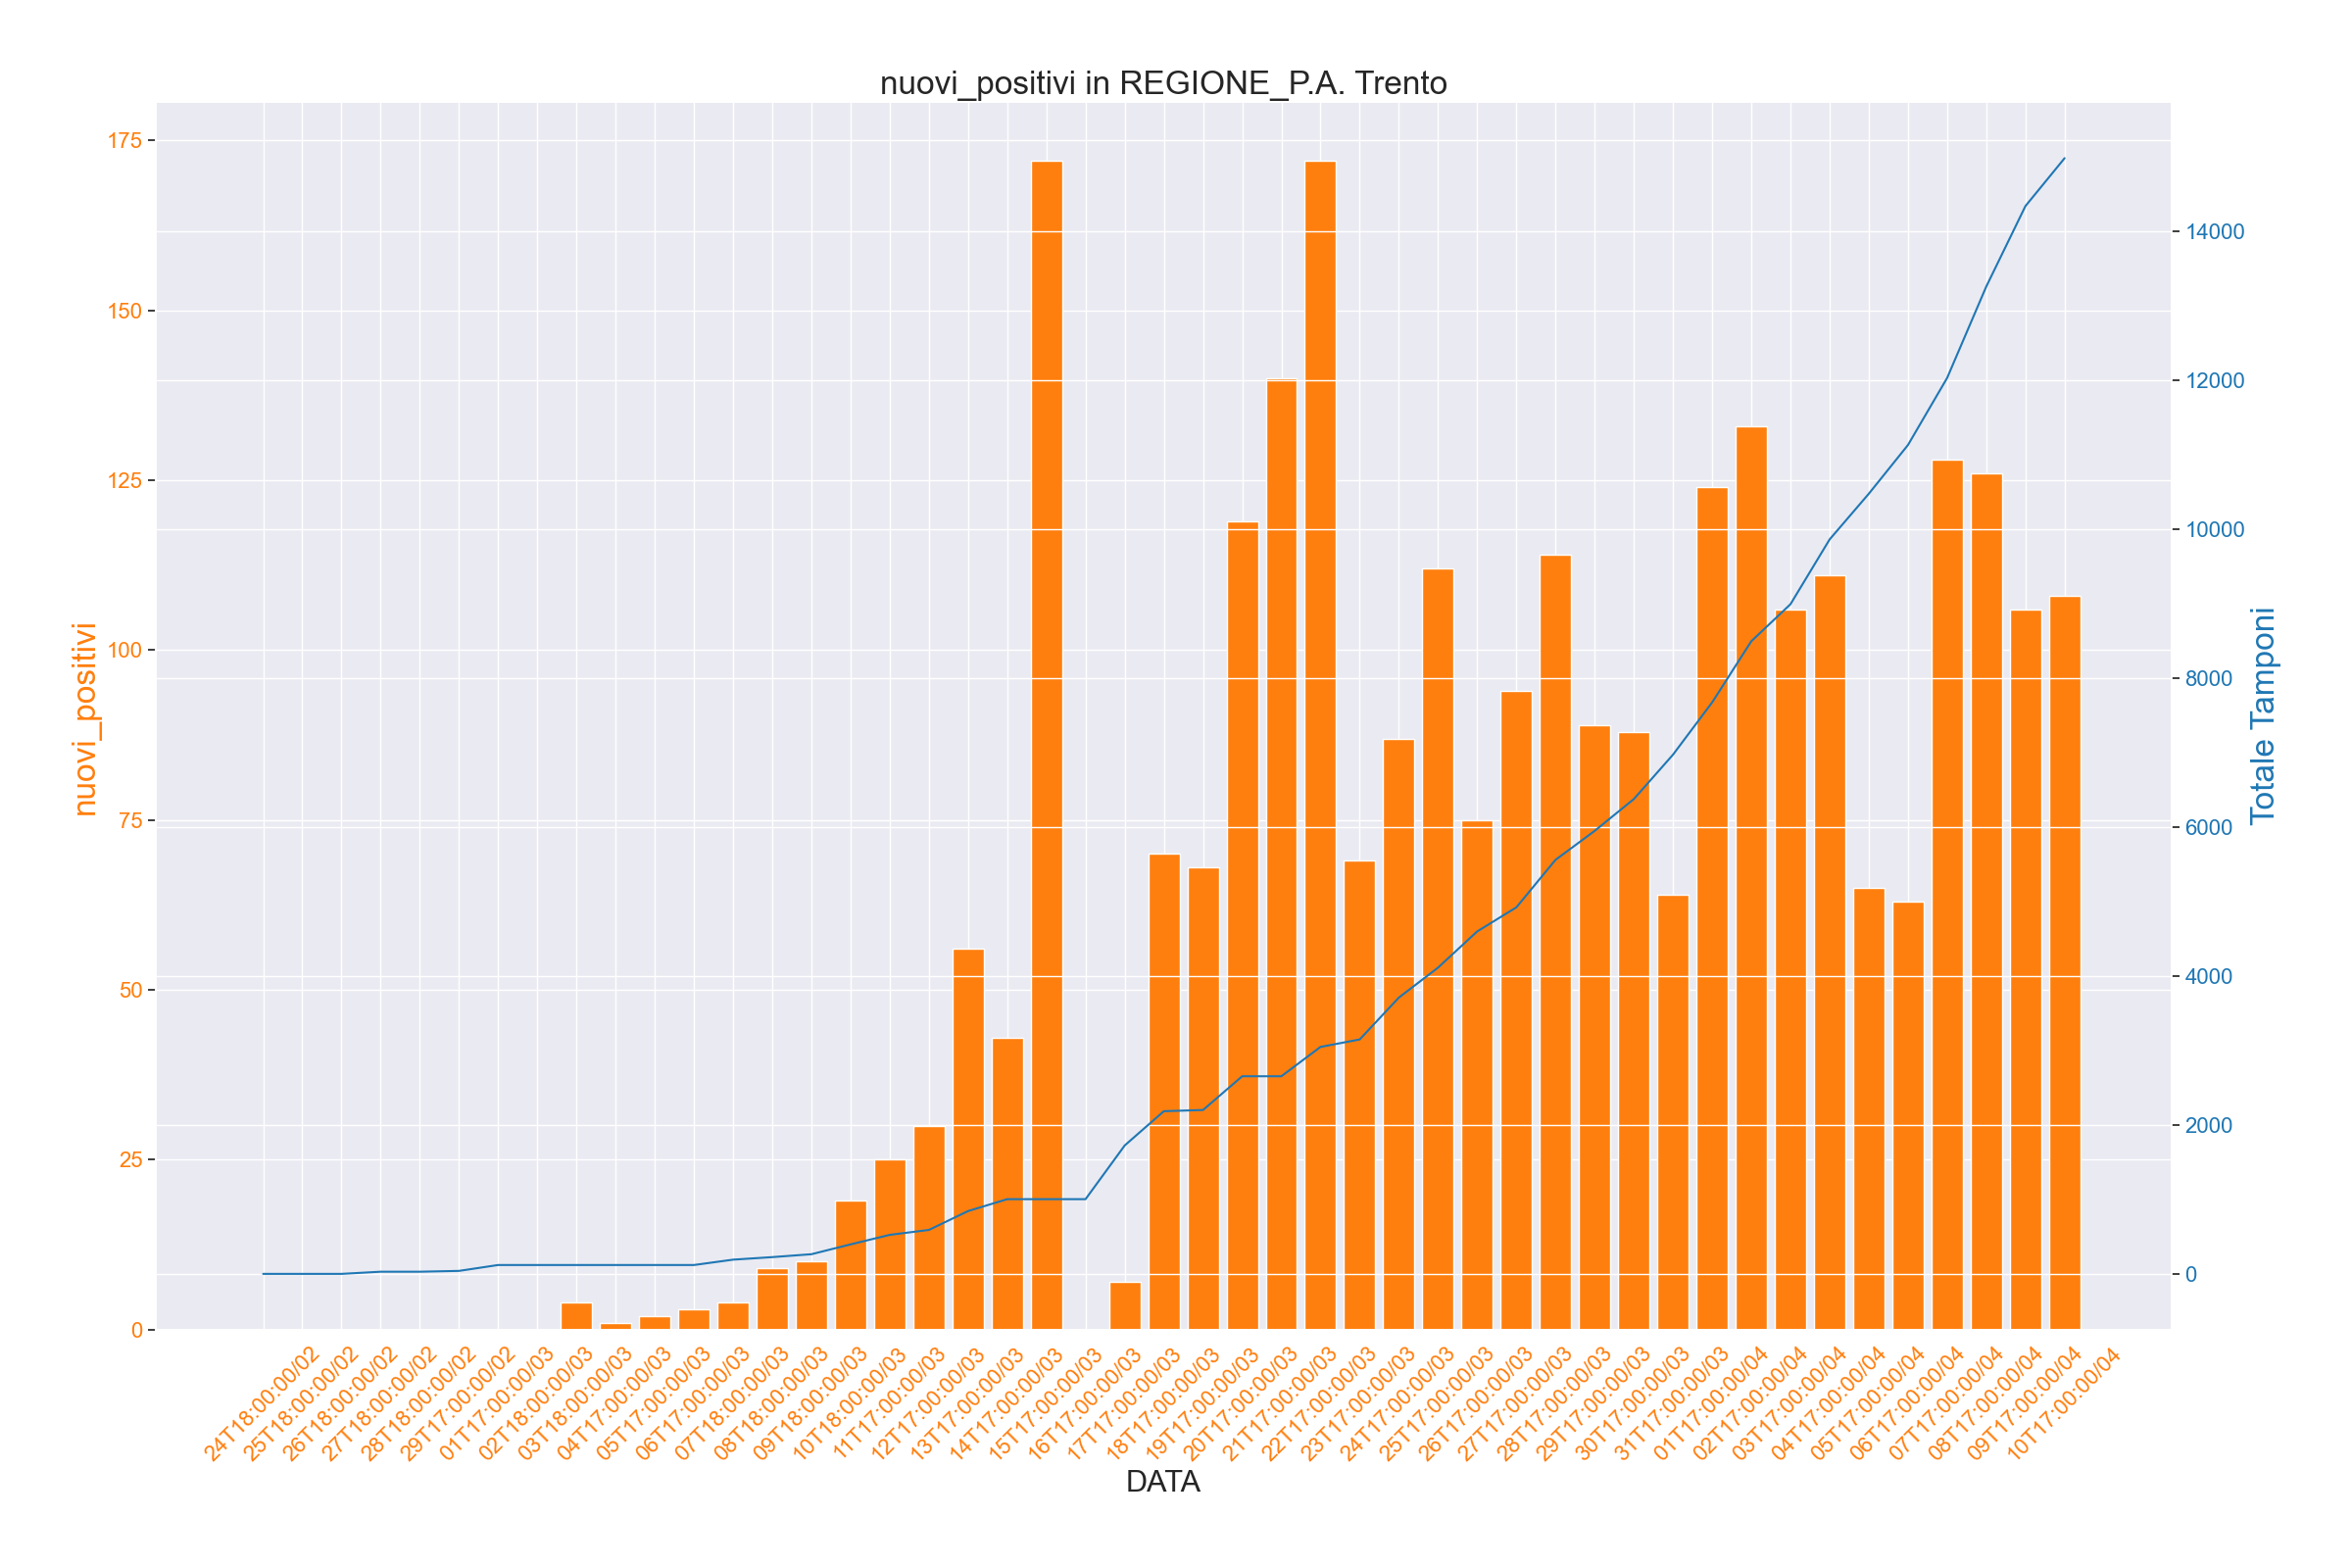 nuovi_positivi in REGIONE_P.A. Trento
175
150
125
100
75
50
25
0
nuovi_positivi
14000
12000
10000
8000
6000
4000
2000
0
Totale Tamponi
24T18:00:00/02
25T18:00:00/02
26T18:00:00/02
27T18:00:00/02
28T18:00:00/02
29T17:00:00/02
01T17:00:00/03
02T18:00:00/03
03T18:00:00/03
04T17:00:00/03
05T17:00:00/03
06T17:00:00/03
07T18:00:00/03
08T18:00:00/03
09T18:00:00/03
10T18:00:00/03
11T17:00:00/03
12T17:00:00/03
13T17:00:00/03
14T17:00:00/03
15T17:00:00/03
16T17:00:00/03
17T17:00:00/03
18T17:00:00/03
19T17:00:00/03
20T17:00:00/03
21T17:00:00/03
22T17:00:00/03
23T17:00:00/03
24T17:00:00/03
25T17:00:00/03
26T17:00:00/03
27T17:00:00/03
28T17:00:00/03
29T17:00:00/03
30T17:00:00/03
31T17:00:00/03
01T17:00:00/04
02T17:00:00/04
03T17:00:00/04
04T17:00:00/04
05T17:00:00/04
06T17:00:00/04
07T17:00:00/04
08T17:00:00/04
09T17:00:00/04
10T17:00:00/04
DATA